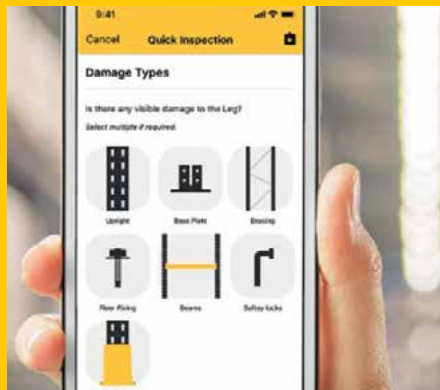 9:41
Cancel Quick Inspection
Damage Types
Is there any visible damage to the Leg?
Select multiple if required.
Upright Base Plate Bracing
Floor Fixing Beams Saftey locks